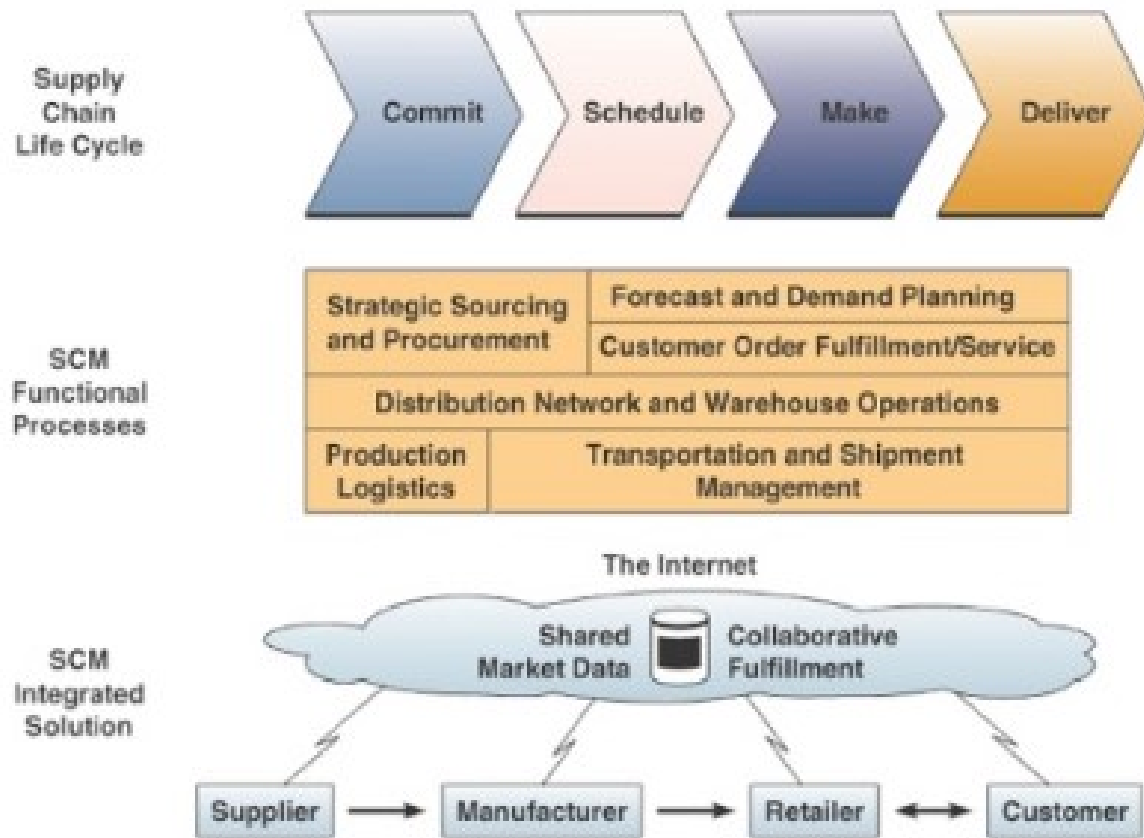 Supply
Chain
Life Cycle
Commit
Schedule
Make
Deliver
SCM
Functional
Processes
Strategic Sourcing
and Procurement
Forecast and Demand Planning
Customer Order Fulfillment/Service
Distribution Network and Warehouse Operations
Production
Logistics
Transportation and Shipment
Management
SCM
Integrated
Solution
The Internet
Shared
Market Data
Collaborative
Fulfillment
Supplier
Manufacturer
Retailer
Customer